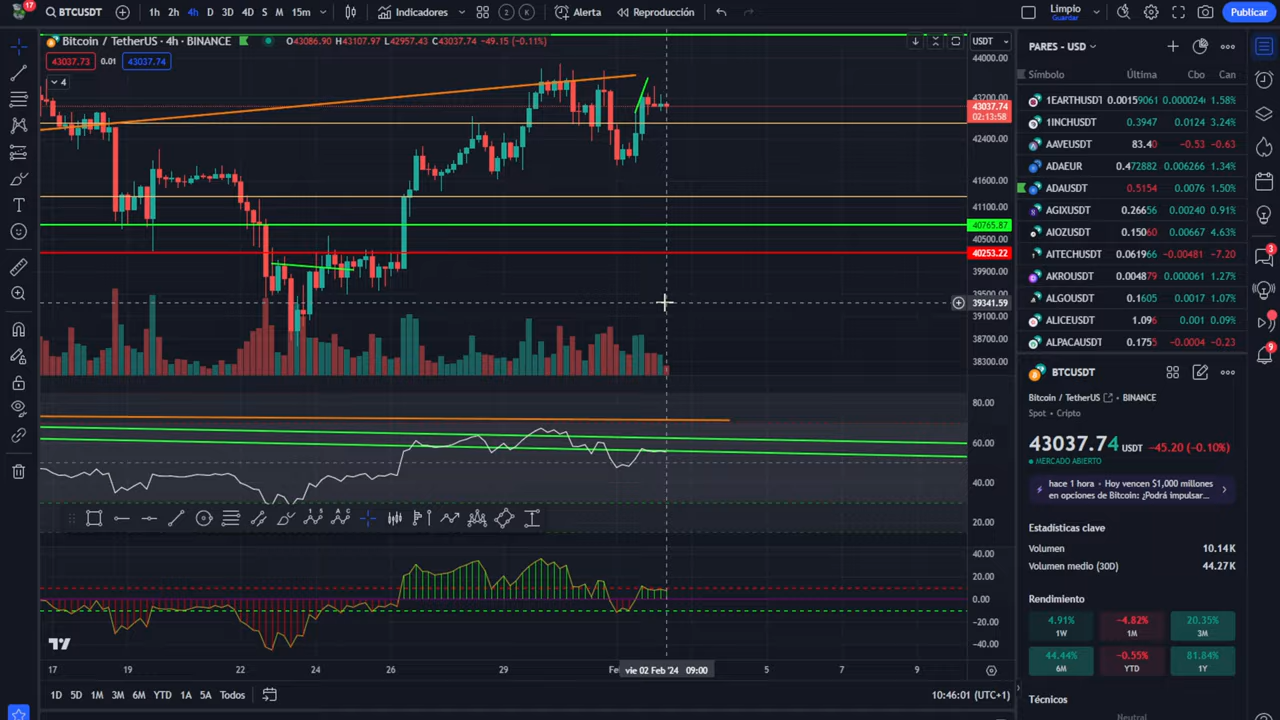 17 BTCUSDT 1h 2h 4h D 3D 4D S M 15m Indicadores 2 K Alerta Reproducción Limpio Guardar Publicar
Bitcoin / TetherUS · 4h · BINANCE O43086.90 H43107.97 L42957.43 C43037.74 −49.15 (−0.11%) USDT
43037.73 0.01 43037.74
4
44000.00
43200.00
43037.74
02:13:58
42400.00
41600.00
41100.00
40765.87
40500.00
40253.22
39900.00
39500.00
39341.59
39100.00
38700.00
38300.00
80.00
60.00
40.00
20.00
40.00
20.00
0.00
−20.00
−40.00
17 19 22 24 26 29 Fe vie 02 Feb '24 09:00 5 7 9
1D 5D 1M 3M 6M YTD 1A 5A Todos 10:46:01 (UTC+1)
PARES - USD
Símbolo Última Cbo Can
1EARTHUSDT 0.0015906 0.000024 1.58%
1INCHUSDT 0.3947 0.0124 3.24%
AAVEUSDT 83.40 −0.53 −0.63
ADAEUR 0.472882 0.006266 1.34%
ADAUSDT 0.5154 0.0076 1.50%
AGIXUSDT 0.26656 0.00240 0.91%
AIOZUSDT 0.15060 0.00667 4.63%
AITECHUSDT 0.061966 −0.00481 −7.20
AKROUSDT 0.004879 0.000061 1.27%
ALGOUSDT 0.1605 0.0017 1.07%
ALICEUSDT 1.096 0.001 0.09%
ALPACAUSDT 0.1755 −0.0004 −0.23
BTCUSDT
Bitcoin / TetherUS · BINANCE
Spot • Cripto
43037.74 USDT −45.20 (−0.10%)
MERCADO ABIERTO
hace 1 hora • Hoy vencen $1,000 millones
en opciones de Bitcoin: ¿Podrá impulsar...
Estadísticas clave
Volumen 10.14K
Volumen medio (30D) 44.27K
Rendimiento
4.91% −4.82% 20.35%
1W 1M 3M
44.44% −0.55% 81.84%
6M YTD 1Y
Técnicos
Neutral
3
9